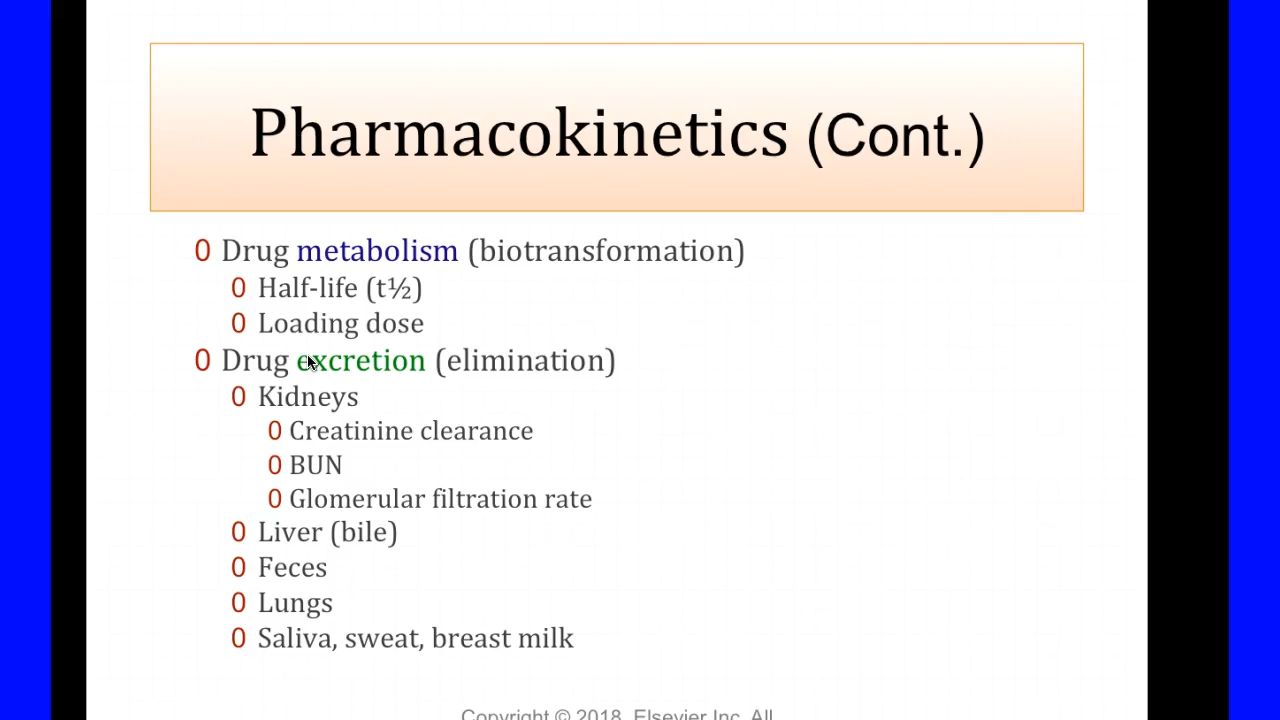 Pharmacokinetics (Cont.)
0 Drug metabolism (biotransformation)
0 Half-life (t½)
0 Loading dose
0 Drug excretion (elimination)
0 Kidneys
0 Creatinine clearance
0 BUN
0 Glomerular filtration rate
0 Liver (bile)
0 Feces
0 Lungs
0 Saliva, sweat, breast milk
Copyright © 2018, Elsevier Inc. All